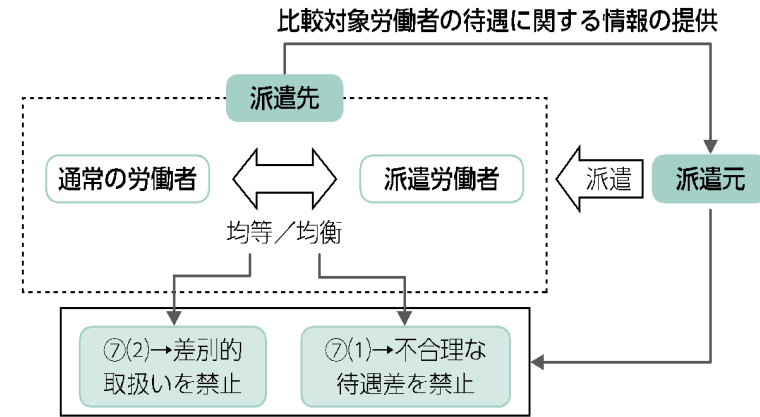 比較対象労働者の待遇に関する情報の提供
派遣先
通常の労働者
派遣労働者
派遣
派遣元
均等／均衡
⑦(2)→差別的
取扱いを禁止
⑦(1)→不合理な
待遇差を禁止